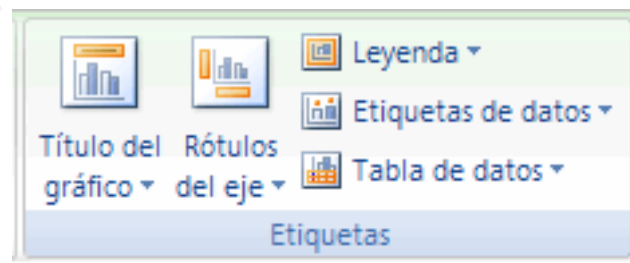 Título del
gráfico
Rótulos
del eje
Leyenda
Etiquetas de datos
Tabla de datos
Etiquetas